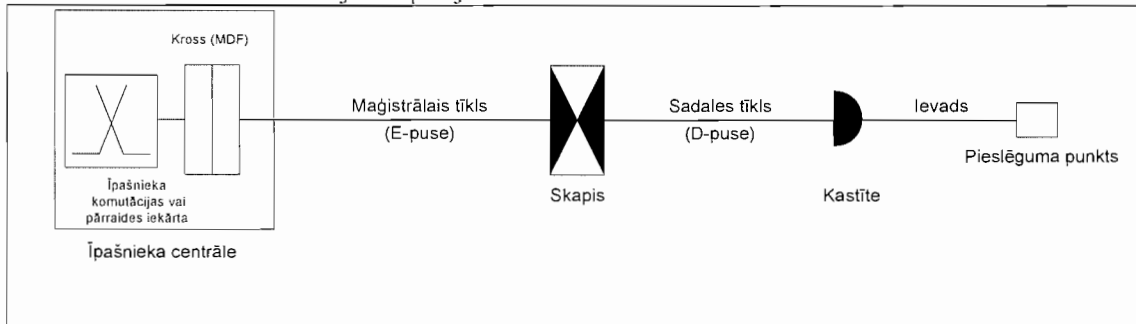 Kross (MDF)
Maģistrālais tīkls
(E-puse)
Sadales tīkls
(D-puse)
Ievads
Pieslēguma punkts
Skapis
Kastīte
Īpašnieka
komutācijas vai
pārraides iekārta
Īpašnieka centrāle